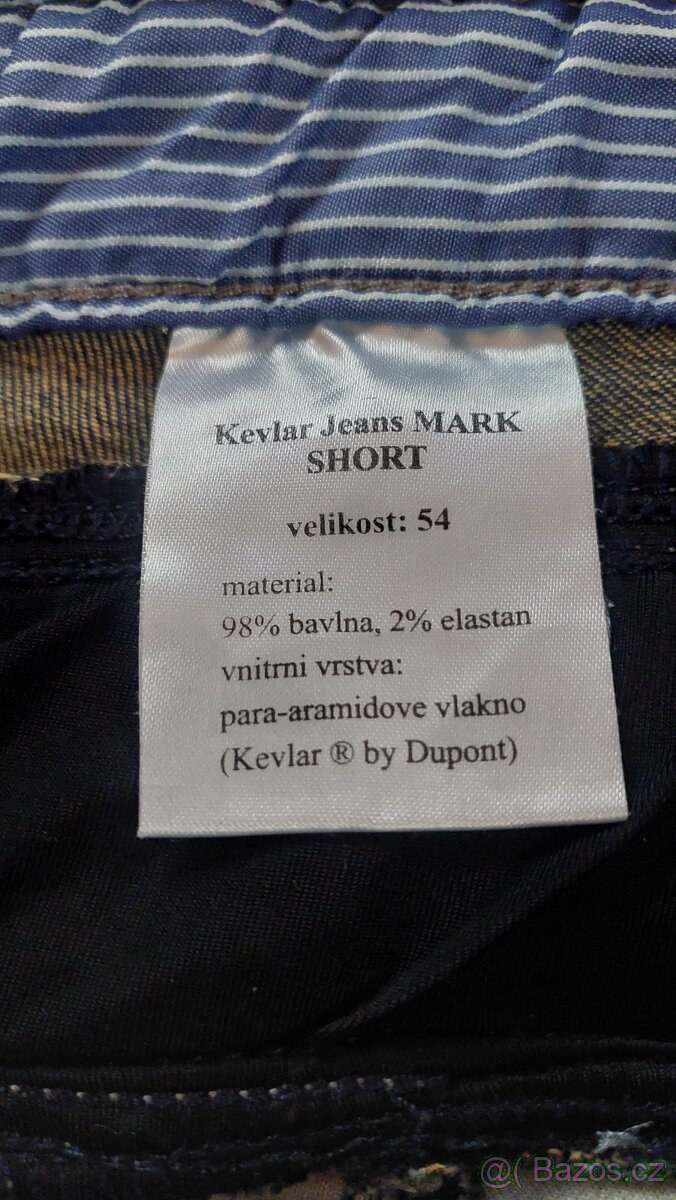 Kevlar Jeans MARK
SHORT
velikost: 54
material:
98% bavlna, 2% elastan
vnitrni vrstva:
para-aramidove vlakno
(Kevlar ® by Dupont)
@( Bazos.cz